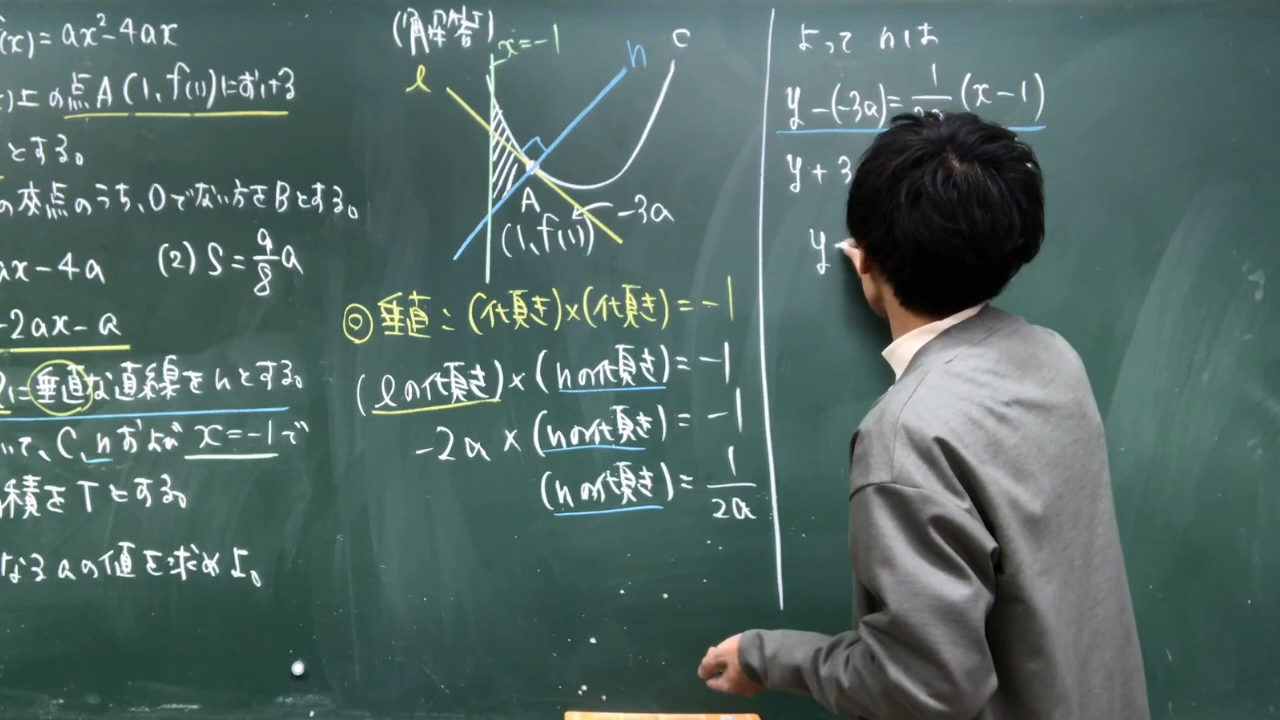 (x)=ax²-4ax
上の点A(1,f(1))における
とする。
の交点のうち、Oでない方をBとする。
ax-4a (2) S=9/8a
-2ax-a
lに垂直な直線をnとする。
いて、C,nおよび x=-1で
積をTとする。
なるaの値を求めよ。
(解答)
x=-1
l
n
C
A
(1,f(1))
-3a
◎垂直:(傾き)×(傾き)=-1
(lの傾き)×(nの傾き)=-1
-2a×(nの傾き)=-1
(nの傾き)=1/2a
よって nは
y-(-3a)=1/2a(x-1)
y+3
y